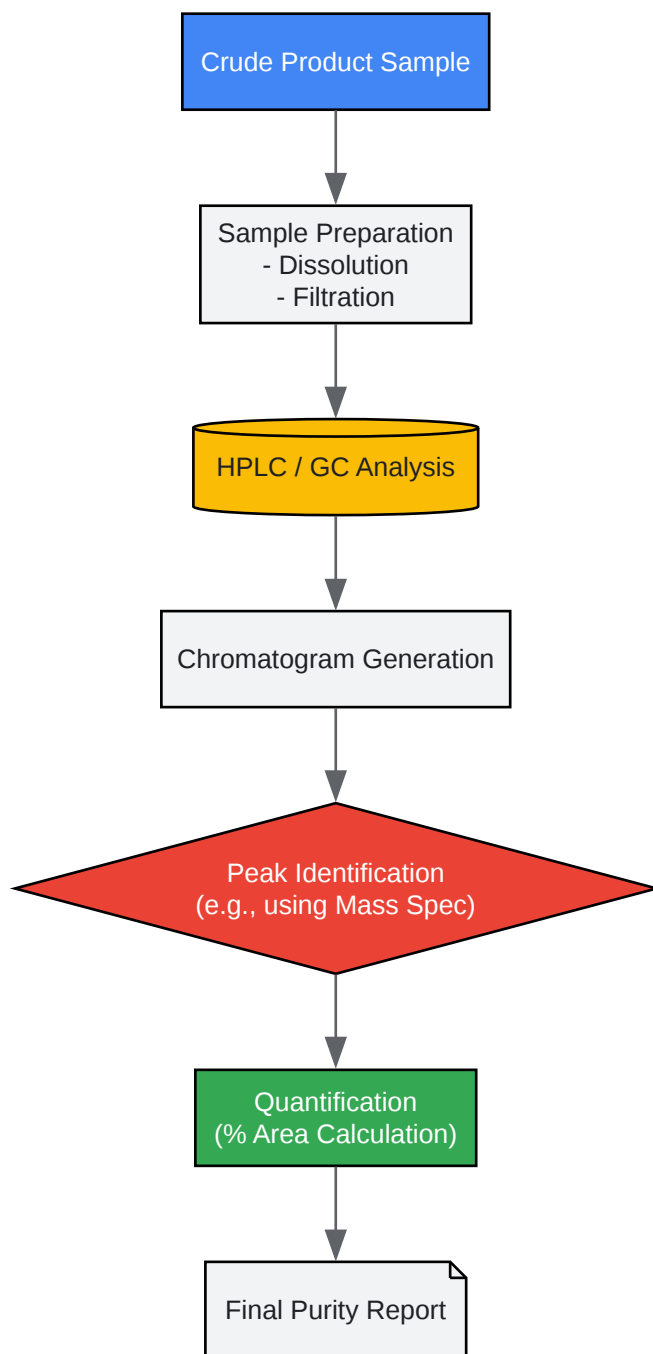 Crude Product Sample
Sample Preparation
- Dissolution
- Filtration
HPLC / GC Analysis
Chromatogram Generation
Peak Identification
(e.g., using Mass Spec)
Quantification
(% Area Calculation)
Final Purity Report